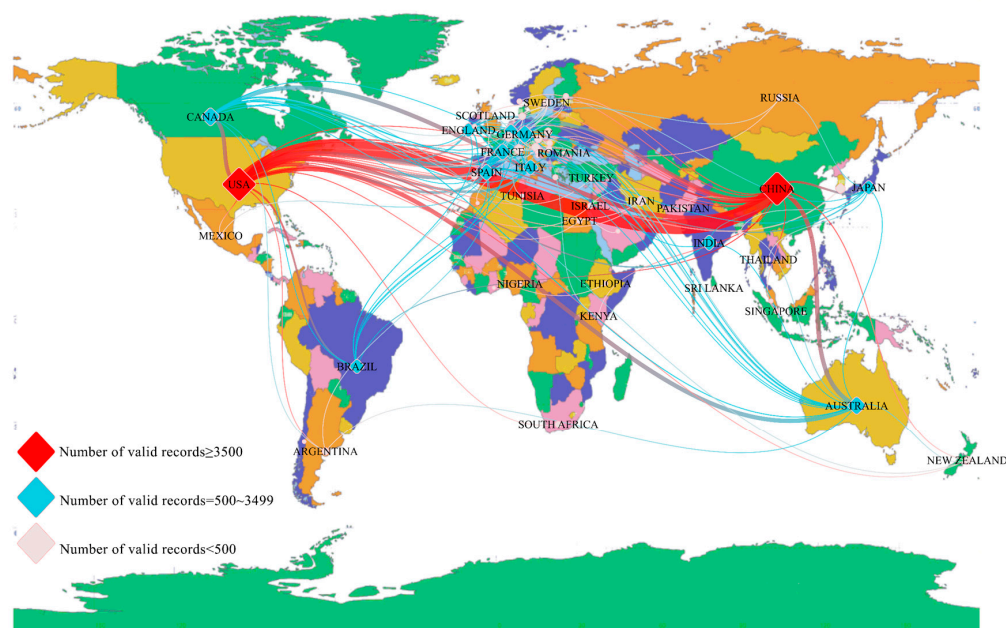 RUSSIA
SWEDEN
SCOTLAND
CANADA
ENGLAND
GERMANY
FRANCE
ROMANIA
ITALY
SPAIN
TURKEY
USA
CHINA
JAPAN
TUNISIA
IRAN
ISRAEL
PAKISTAN
EGYPT
MEXICO
INDIA
THAILAND
NIGERIA
ETHIOPIA
SRI LANKA
KENYA
SINGAPORE
BRAZIL
AUSTRALIA
SOUTH AFRICA
ARGENTINA
NEW ZEALAND
Number of valid records≥3500
Number of valid records=500~3499
Number of valid records<500